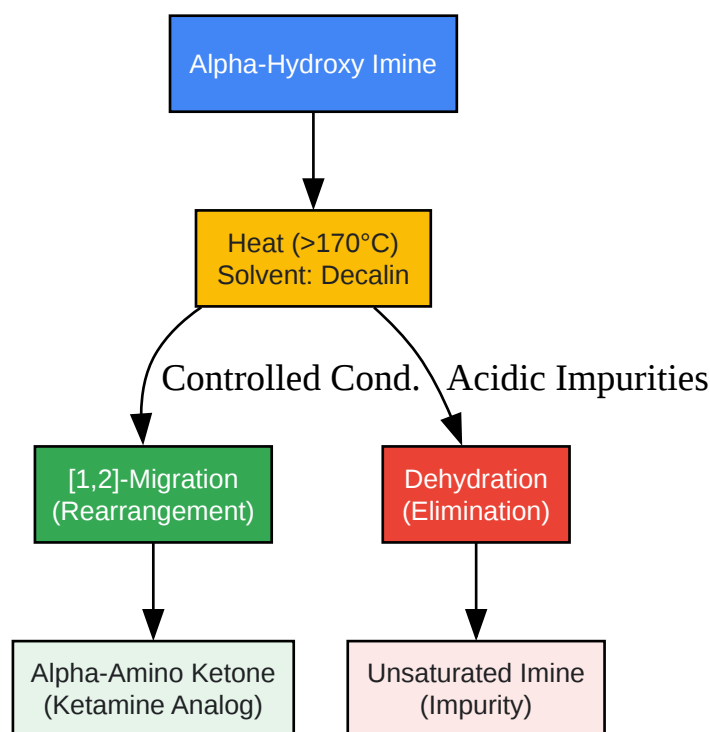 Alpha-Hydroxy Imine
Heat (>170°C)
Solvent: Decalin
Controlled Cond.
Acidic Impurities
[1,2]-Migration
(Rearrangement)
Dehydration
(Elimination)
Alpha-Amino Ketone
(Ketamine Analog)
Unsaturated Imine
(Impurity)